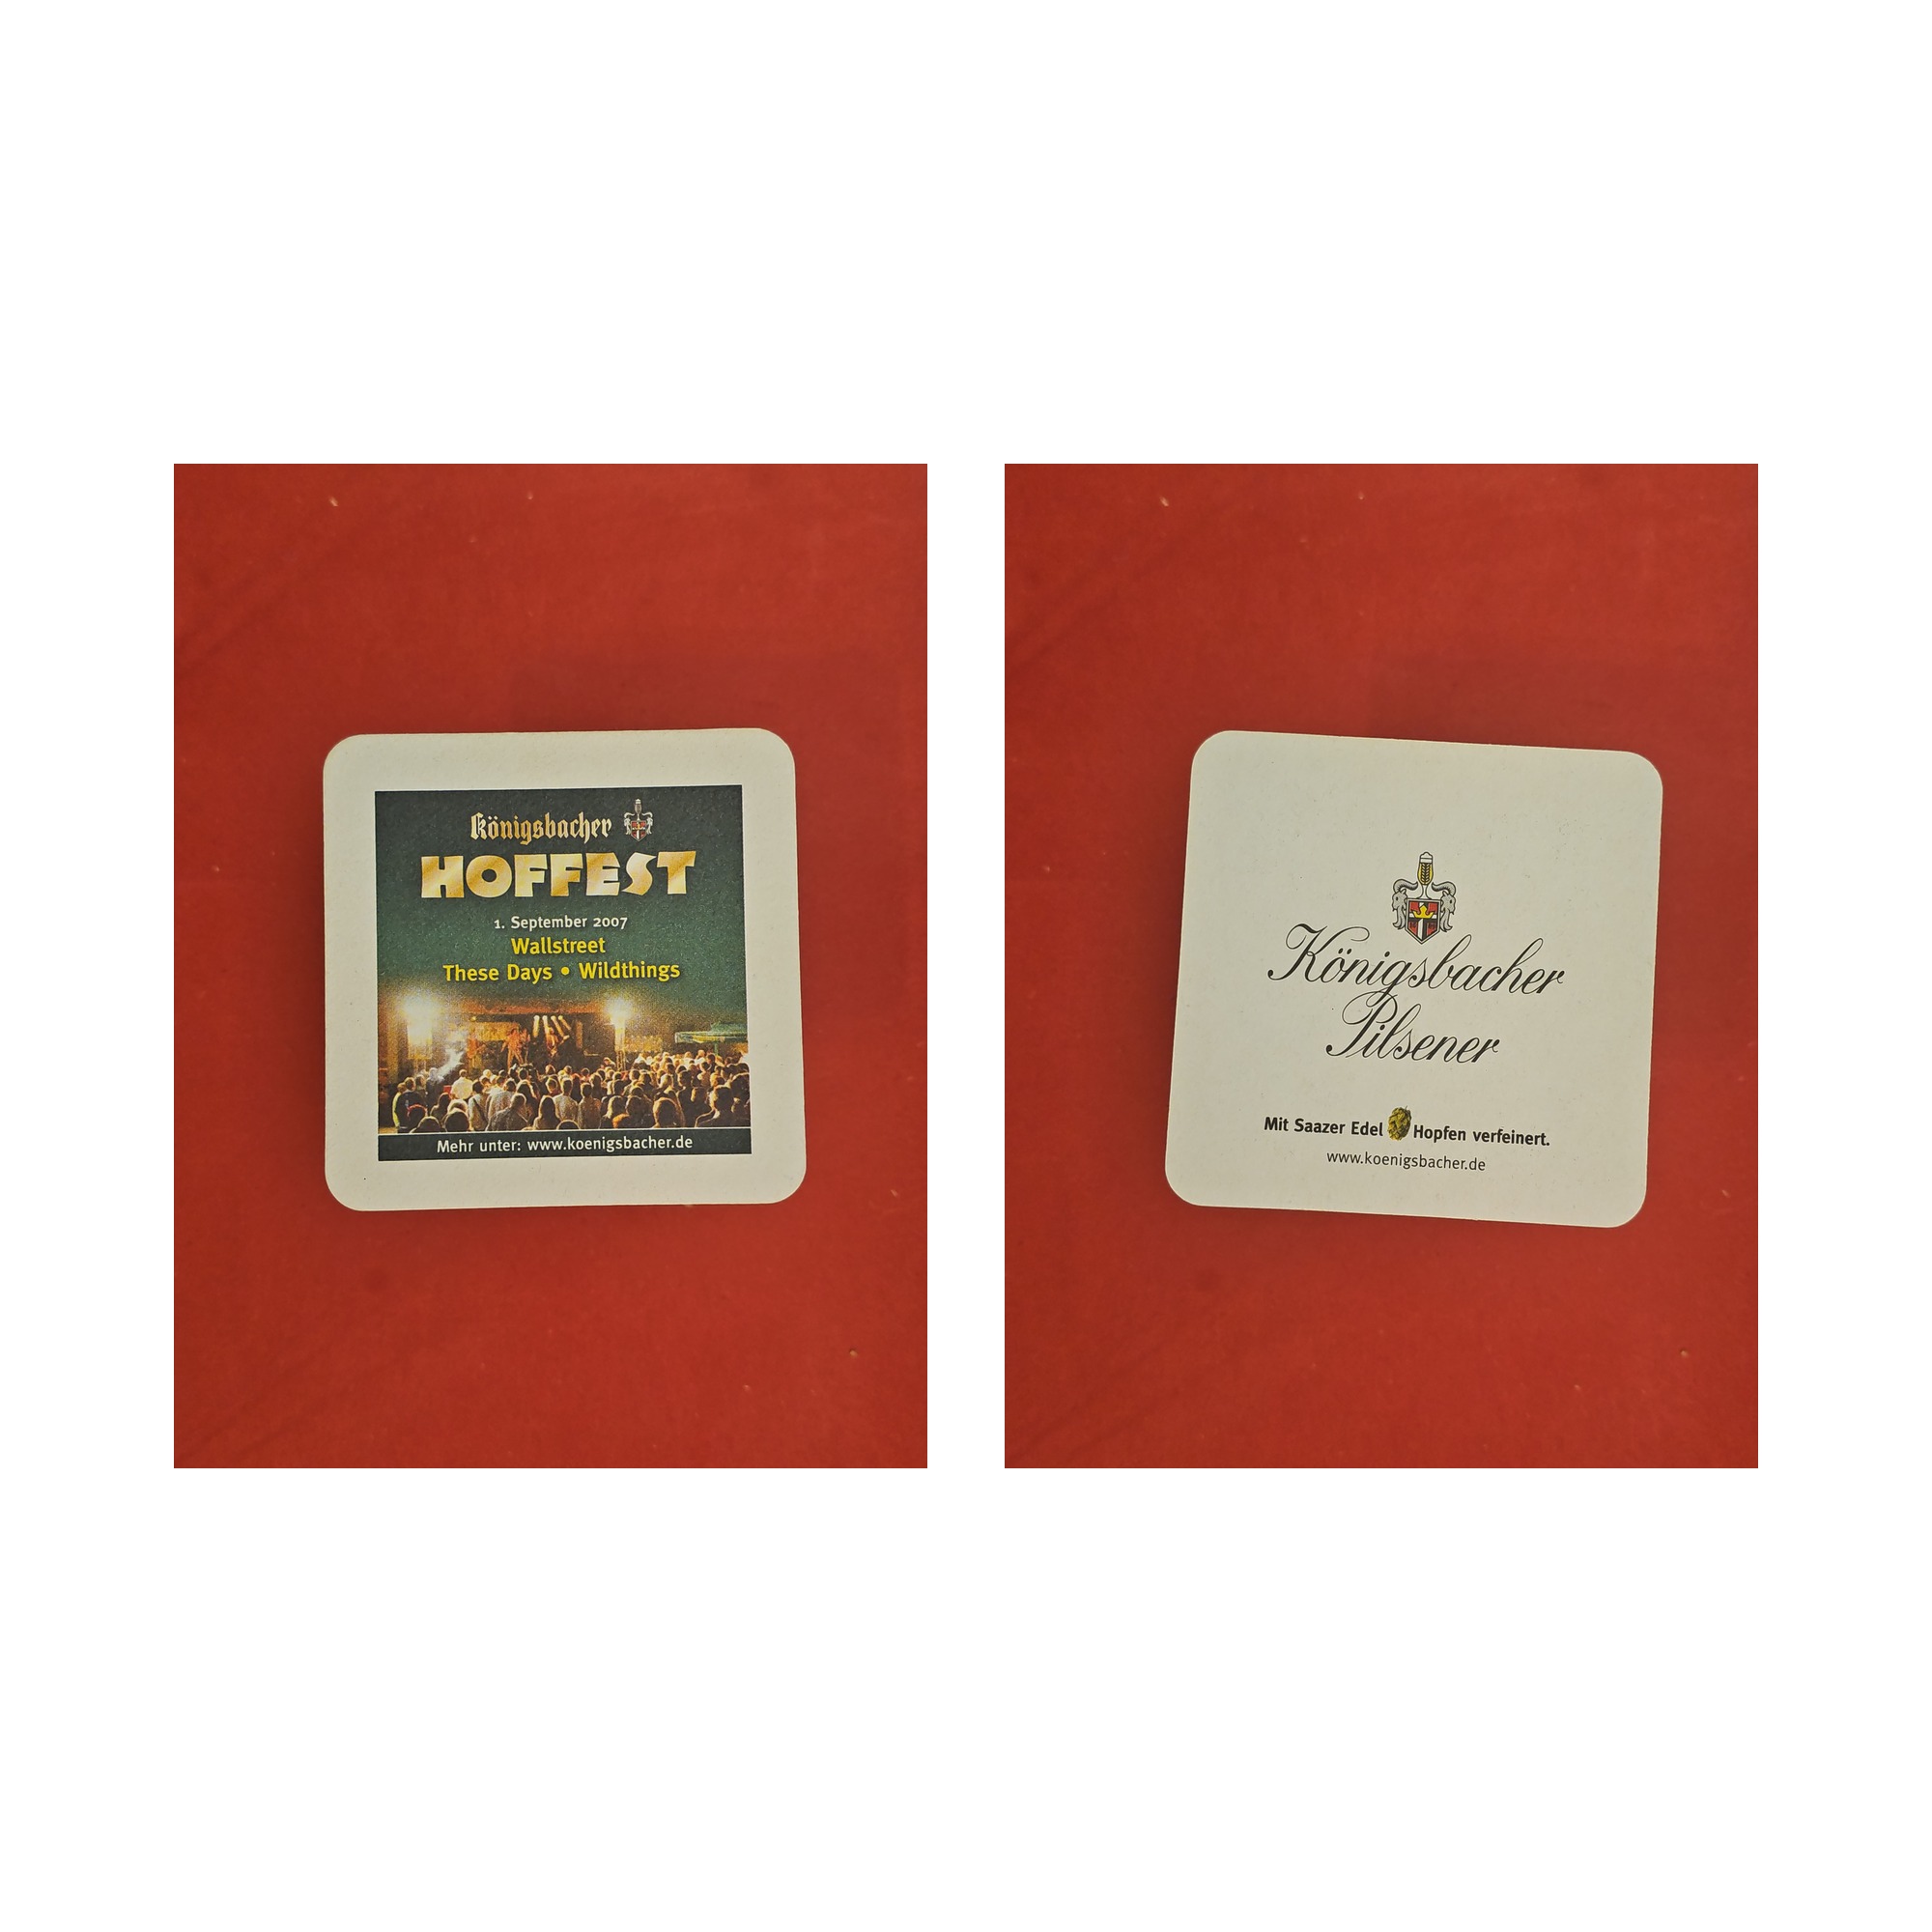 Königsbacher
HOFFEST
1. September 2007
Wallstreet
These Days • Wildthings
Mehr unter: www.koenigsbacher.de
Königsbacher
Pilsener
Mit Saazer Edel Hopfen verfeinert.
www.koenigsbacher.de